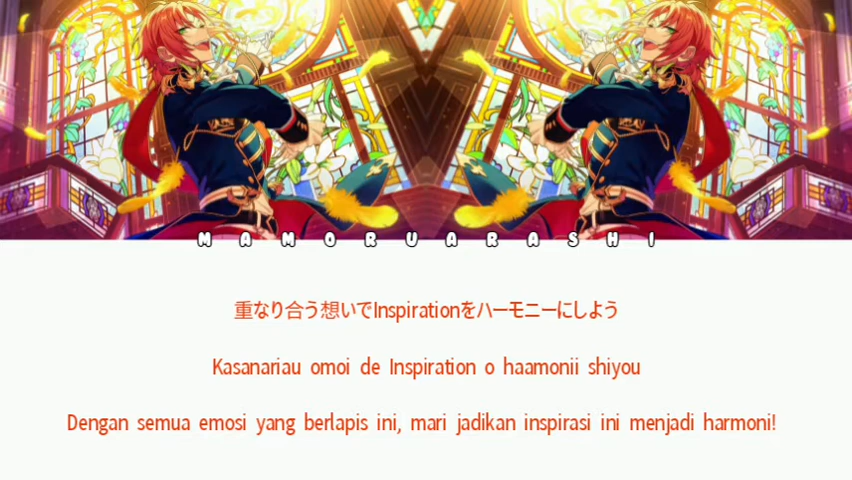 MAMORUARASHI
重なり合う想いでInspirationをハーモニーにしよう
Kasanariau omoi de Inspiration o haamonii shiyou
Dengan semua emosi yang berlapis ini, mari jadikan inspirasi ini menjadi harmoni!